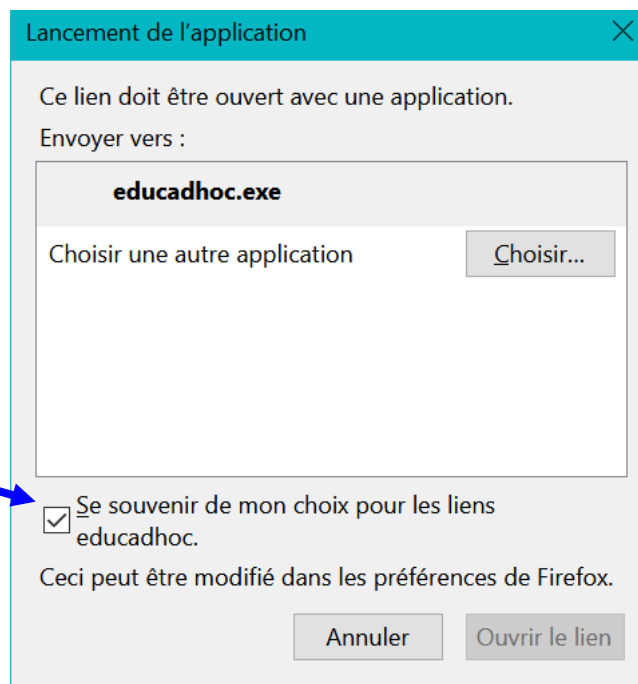 Lancement de l’application
Ce lien doit être ouvert avec une application.
Envoyer vers :
educadhoc.exe
Choisir une autre application
Choisir...
Se souvenir de mon choix pour les liens
educadhoc.
Ceci peut être modifié dans les préférences de Firefox.
Annuler
Ouvrir le lien